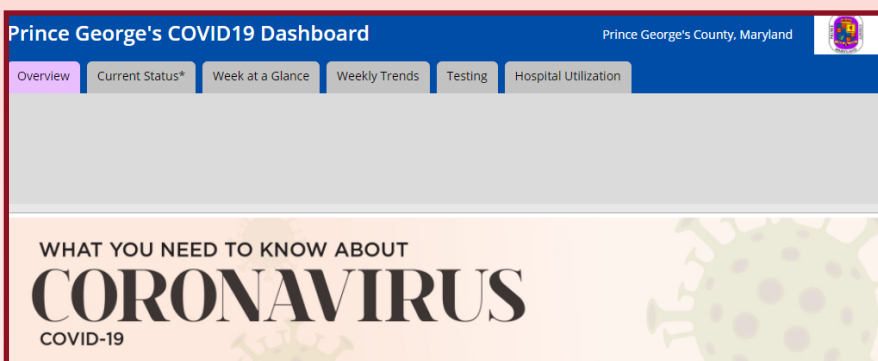 Prince George's COVID19 Dashboard
Prince George's County, Maryland
Overview Current Status* Week at a Glance Weekly Trends Testing Hospital Utilization
WHAT YOU NEED TO KNOW ABOUT
CORONAVIRUS
COVID-19